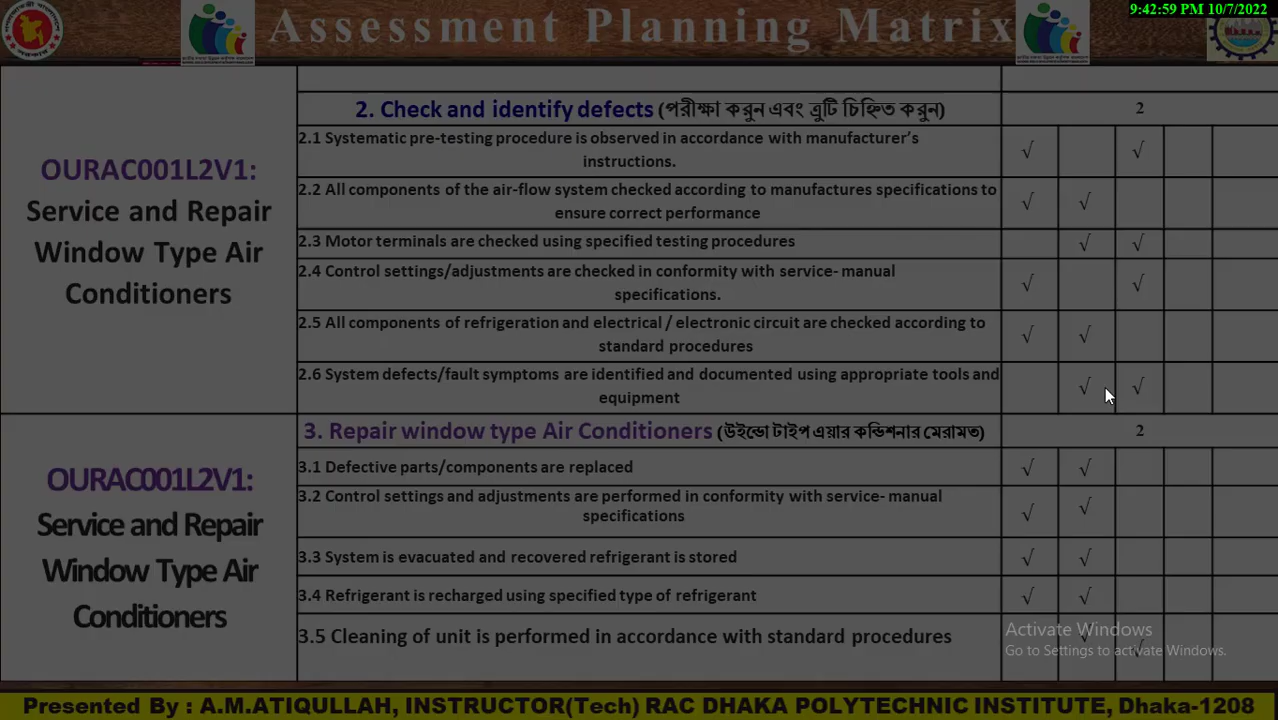 9:42:59 PM 10/7/2022
Assessment Planning Matrix
2. Check and identify defects (পরীক্ষা করুন এবং ত্রুটি চিহ্নিত করুন)
2
OURAC001L2V1:
Service and Repair
Window Type Air
Conditioners
2.1 Systematic pre-testing procedure is observed in accordance with manufacturer’s
instructions.
√ √
2.2 All components of the air-flow system checked according to manufactures specifications to
ensure correct performance
√ √
2.3 Motor terminals are checked using specified testing procedures
√ √
2.4 Control settings/adjustments are checked in conformity with service- manual
specifications.
√ √
2.5 All components of refrigeration and electrical / electronic circuit are checked according to
standard procedures
√ √
2.6 System defects/fault symptoms are identified and documented using appropriate tools and
equipment
√ √
3. Repair window type Air Conditioners (উইন্ডো টাইপ এয়ার কন্ডিশনার মেরামত)
2
OURAC001L2V1:
Service and Repair
Window Type Air
Conditioners
3.1 Defective parts/components are replaced
√ √
3.2 Control settings and adjustments are performed in conformity with service- manual
specifications
√ √
3.3 System is evacuated and recovered refrigerant is stored
√ √
3.4 Refrigerant is recharged using specified type of refrigerant
√ √
3.5 Cleaning of unit is performed in accordance with standard procedures
√ √
Activate Windows
Go to Settings to activate Windows.
Presented By : A.M.ATIQULLAH, INSTRUCTOR(Tech) RAC DHAKA POLYTECHNIC INSTITUTE, Dhaka-1208